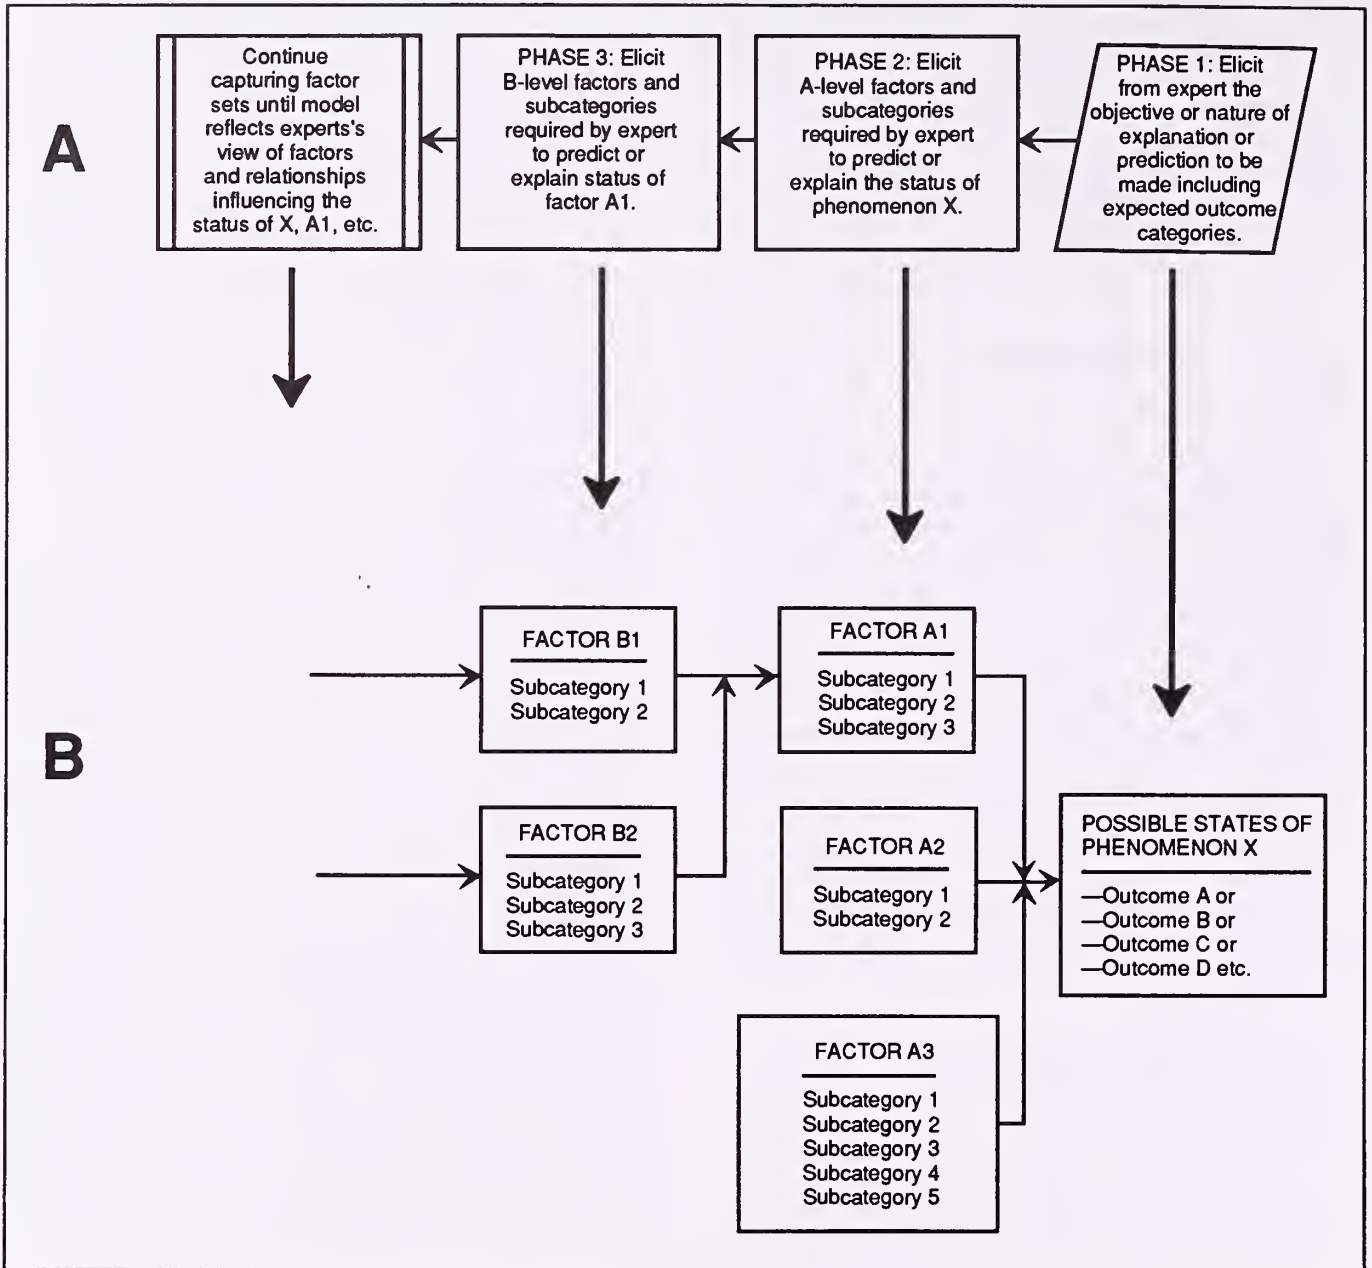 A
Continue
capturing factor
sets until model
reflects experts's
view of factors
and relationships
influencing the
status of X, A1, etc.
PHASE 3: Elicit
B-level factors and
subcategories
required by expert
to predict or
explain status of
factor A1.
PHASE 2: Elicit
A-level factors and
subcategories
required by expert
to predict or
explain the status of
phenomenon X.
PHASE 1: Elicit
from expert the
objective or nature of
explanation or
prediction to be
made including
expected outcome
categories.
B
FACTOR B1
Subcategory 1
Subcategory 2
FACTOR B2
Subcategory 1
Subcategory 2
Subcategory 3
FACTOR A1
Subcategory 1
Subcategory 2
Subcategory 3
FACTOR A2
Subcategory 1
Subcategory 2
FACTOR A3
Subcategory 1
Subcategory 2
Subcategory 3
Subcategory 4
Subcategory 5
POSSIBLE STATES OF
PHENOMENON X
—Outcome A or
—Outcome B or
—Outcome C or
—Outcome D etc.